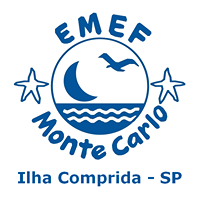 EMEF
Monte Carlo
Ilha Comprida - SP